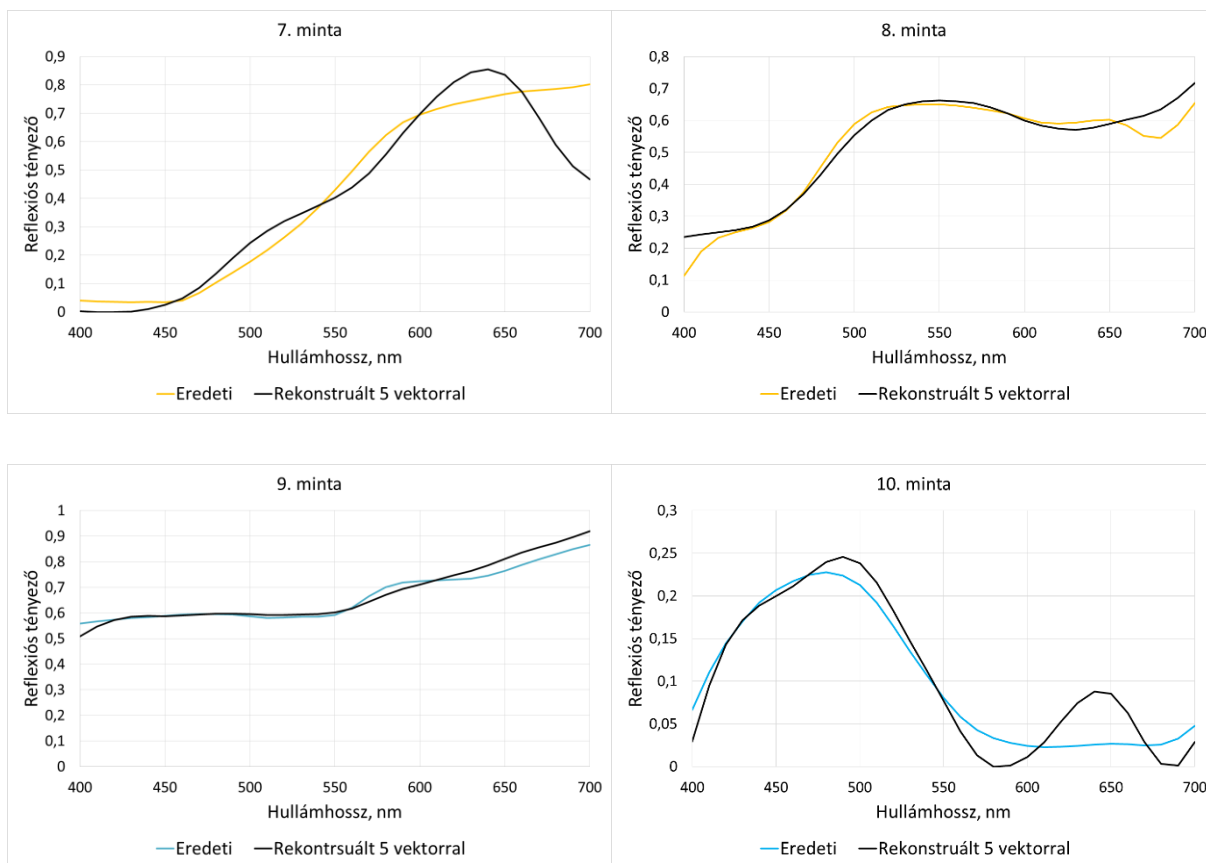 7. minta
0,9
0,8
0,7
0,6
0,5
0,4
0,3
0,2
0,1
0
Reflexiós tényező
400 450 500 550 600 650 700
Hullámhossz, nm
Eredeti Rekonstruált 5 vektorral
8. minta
0,8
0,7
0,6
0,5
0,4
0,3
0,2
0,1
0
Reflexiós tényező
400 450 500 550 600 650 700
Hullámhossz, nm
Eredeti Rekonstruált 5 vektorral
9. minta
1
0,9
0,8
0,7
0,6
0,5
0,4
0,3
0,2
0,1
0
Reflexiós tényező
400 450 500 550 600 650 700
Hullámhossz, nm
Eredeti Rekontrsuált 5 vektorral
10. minta
0,3
0,25
0,2
0,15
0,1
0,05
0
Reflexiós tényező
400 450 500 550 600 650 700
Hullámhossz, nm
Eredeti Rekonstruált 5 vektorral